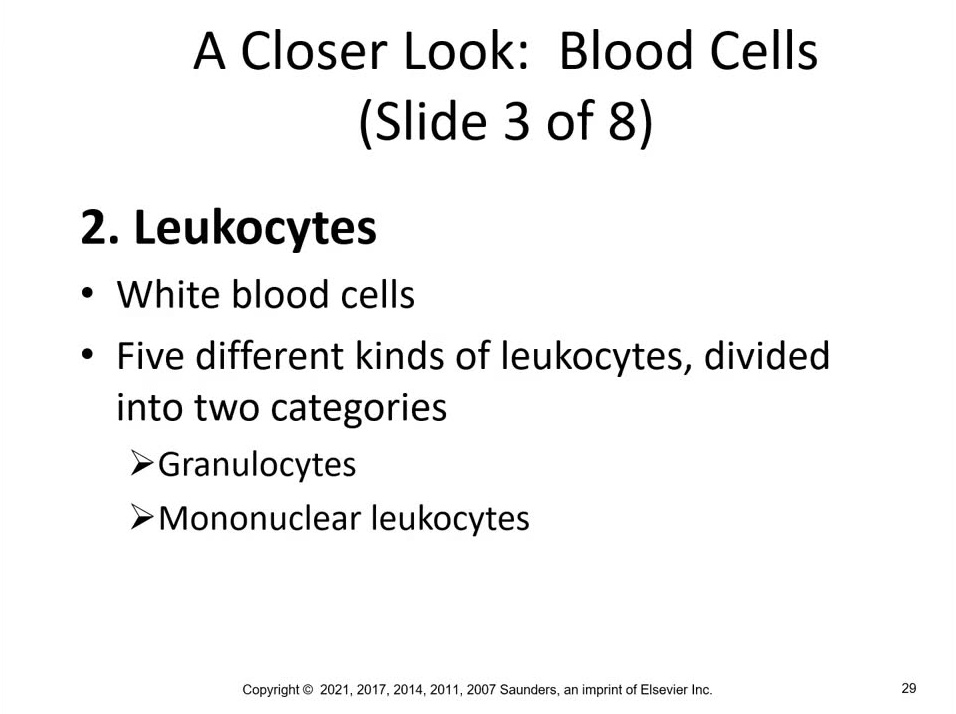 A Closer Look:  Blood Cells
(Slide 3 of 8)
2. Leukocytes
• White blood cells
• Five different kinds of leukocytes, divided
into two categories
➢Granulocytes
➢Mononuclear leukocytes
Copyright ©  2021, 2017, 2014, 2011, 2007 Saunders, an imprint of Elsevier Inc.
29